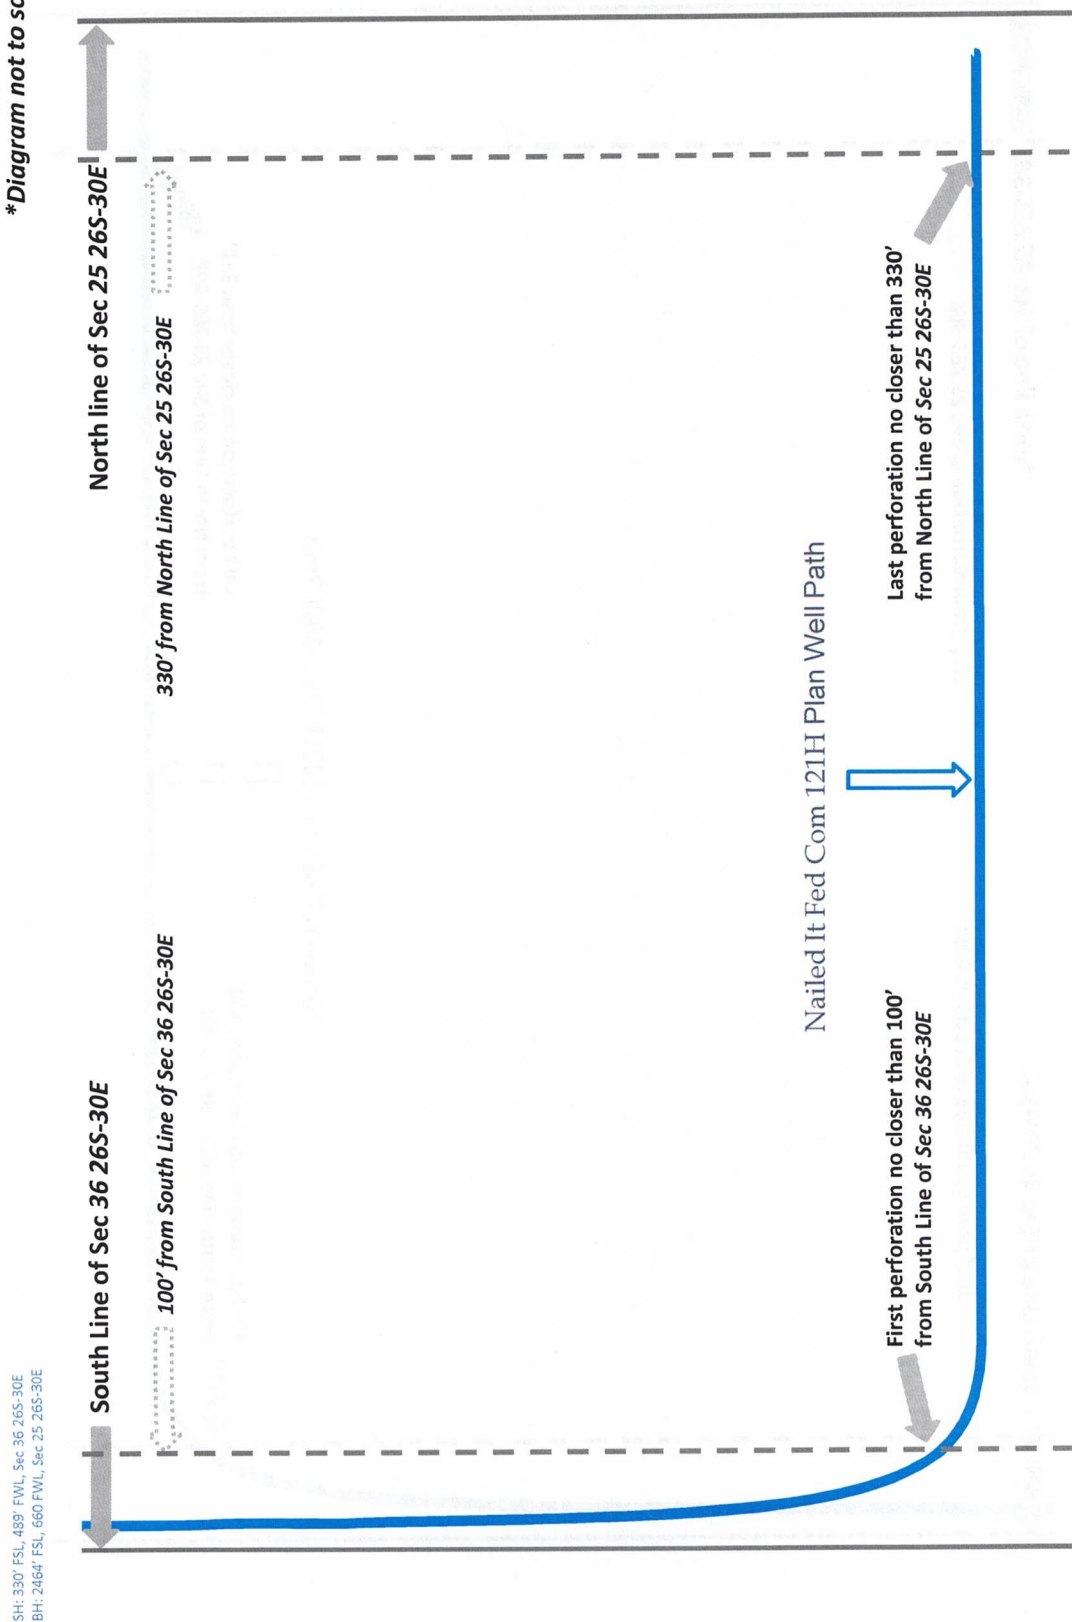 SH: 330' FSL, 489' FWL, Sec 36 26S-30E
BH: 2464' FSL, 660 FWL, Sec 25 26S-30E
*Diagram not to
South Line of Sec 36 26S-30E
North line of Sec 25 26S-30E
100' from South Line of Sec 36 26S-30E
330' from North Line of Sec 25 26S-30E
Nailed It Fed Com 121H Plan Well Path
First perforation no closer than 100'
from South Line of Sec 36 26S-30E
Last perforation no closer than 330'
from North Line of Sec 25 26S-30E